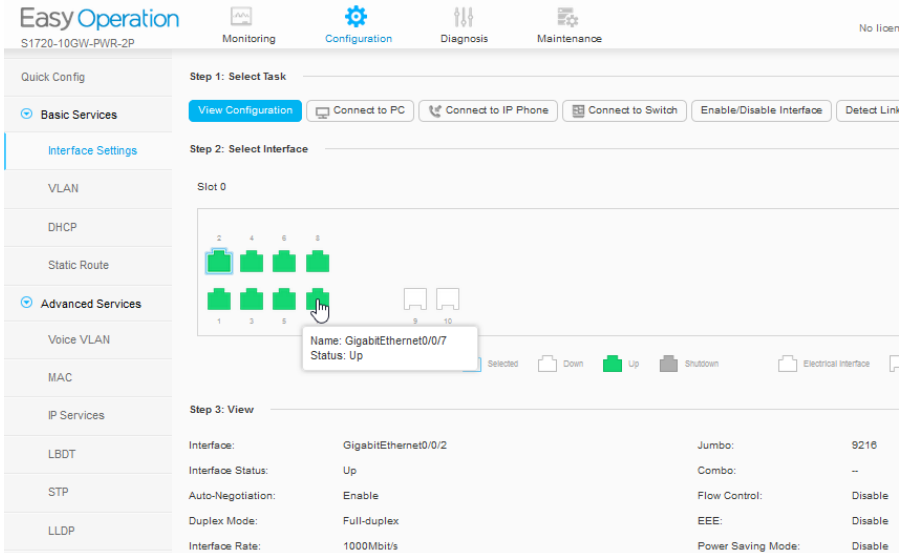 Easy Operation
S1720-10GW-PWR-2P
Monitoring
Configuration
Diagnosis
Maintenance
No licen
Quick Config
Basic Services
Interface Settings
VLAN
DHCP
Static Route
Advanced Services
Voice VLAN
MAC
IP Services
LBDT
STP
LLDP
Step 1: Select Task
View Configuration
Connect to PC
Connect to IP Phone
Connect to Switch
Enable/Disable Interface
Detect Link
Step 2: Select Interface
Slot 0
2 4 6 8
1 3 5 9 10
Name: GigabitEthernet0/0/7
Status: Up
Selected
Down
Up
Shutdown
Electrical interface
Step 3: View
Interface: GigabitEthernet0/0/2 Jumbo: 9216
Interface Status: Up Combo: --
Auto-Negotiation: Enable Flow Control: Disable
Duplex Mode: Full-duplex EEE: Disable
Interface Rate: 1000Mbit/s Power Saving Mode: Disable